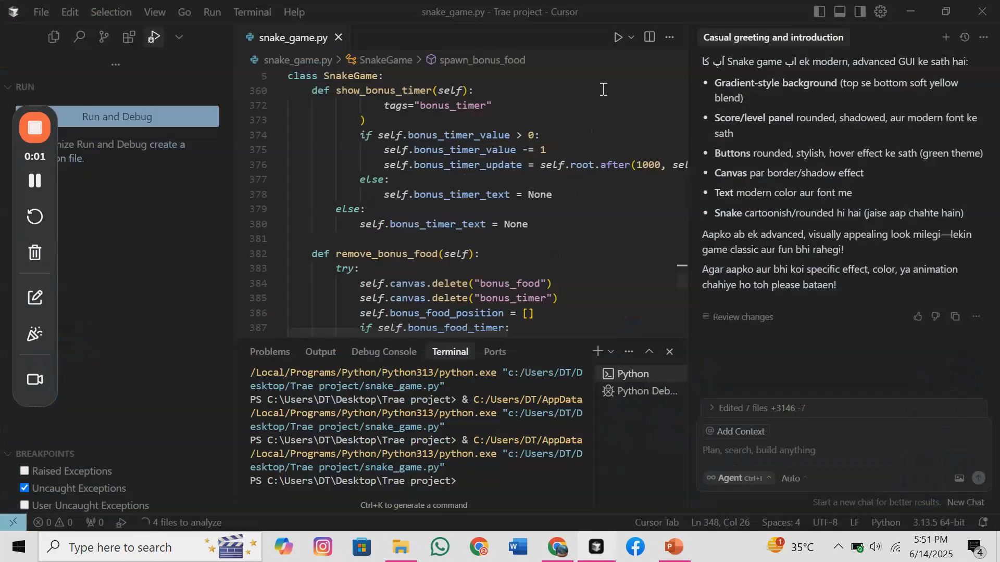 File Edit Selection View Go Run Terminal Help
snake_game.py - Trae project - Cursor
RUN
Run and Debug
nize Run and Debug create a
on file.
0:01
BREAKPOINTS
Raised Exceptions
Uncaught Exceptions
User Uncaught Exceptions
snake_game.py
snake_game.py > SnakeGame > spawn_bonus_food
5 class SnakeGame:
360 def show_bonus_timer(self):
372 tags="bonus_timer"
373 )
374 if self.bonus_timer_value > 0:
375 self.bonus_timer_value -= 1
376 self.bonus_timer_update = self.root.after(1000, sel
377 else:
378 self.bonus_timer_text = None
379 else:
380 self.bonus_timer_text = None
381
382 def remove_bonus_food(self):
383 try:
384 self.canvas.delete("bonus_food")
385 self.canvas.delete("bonus_timer")
386 self.bonus_food_position = []
387 if self.bonus_food_timer:
Problems Output Debug Console Terminal Ports
/Local/Programs/Python/Python313/python.exe "c:/Users/DT/D
esktop/Trae project/snake_game.py"
PS C:\Users\DT\Desktop\Trae project> & C:/Users/DT/AppData
/Local/Programs/Python/Python313/python.exe "c:/Users/DT/D
esktop/Trae project/snake_game.py"
PS C:\Users\DT\Desktop\Trae project> & C:/Users/DT/AppData
/Local/Programs/Python/Python313/python.exe "c:/Users/DT/D
esktop/Trae project/snake_game.py"
PS C:\Users\DT\Desktop\Trae project>
Ctrl+K to generate a command
Python
Python Deb...
Casual greeting and introduction
آپ کا Snake game اب ek modern, advanced GUI ke sath hai:
• Gradient-style background (top se bottom soft yellow
blend)
• Score/level panel rounded, shadowed, aur modern font ke
sath
• Buttons rounded, stylish, hover effect ke sath (green theme)
• Canvas par border/shadow effect
• Text modern color aur font me
• Snake cartoonish/rounded hi hai (jaise aap chahte hain)
Aapko ab ek advanced, visually appealing look milegi—lekin
game classic aur fun bhi rahegi!
Agar aapko aur bhi koi specific effect, color, ya animation
chahiye ho toh please bataen!
Review changes
> Edited 7 files +3146 -7
@ Add Context
Plan, search, build anything
∞ Agent Ctrl+I Auto
Start a new chat for better results. New Chat
0 0 0 4 files to analyze
Cursor Tab Ln 348, Col 26 Spaces: 4 UTF-8 LF Python 3.13.5 64-bit
Type here to search
1 35°C
5:51 PM
6/14/2025
4